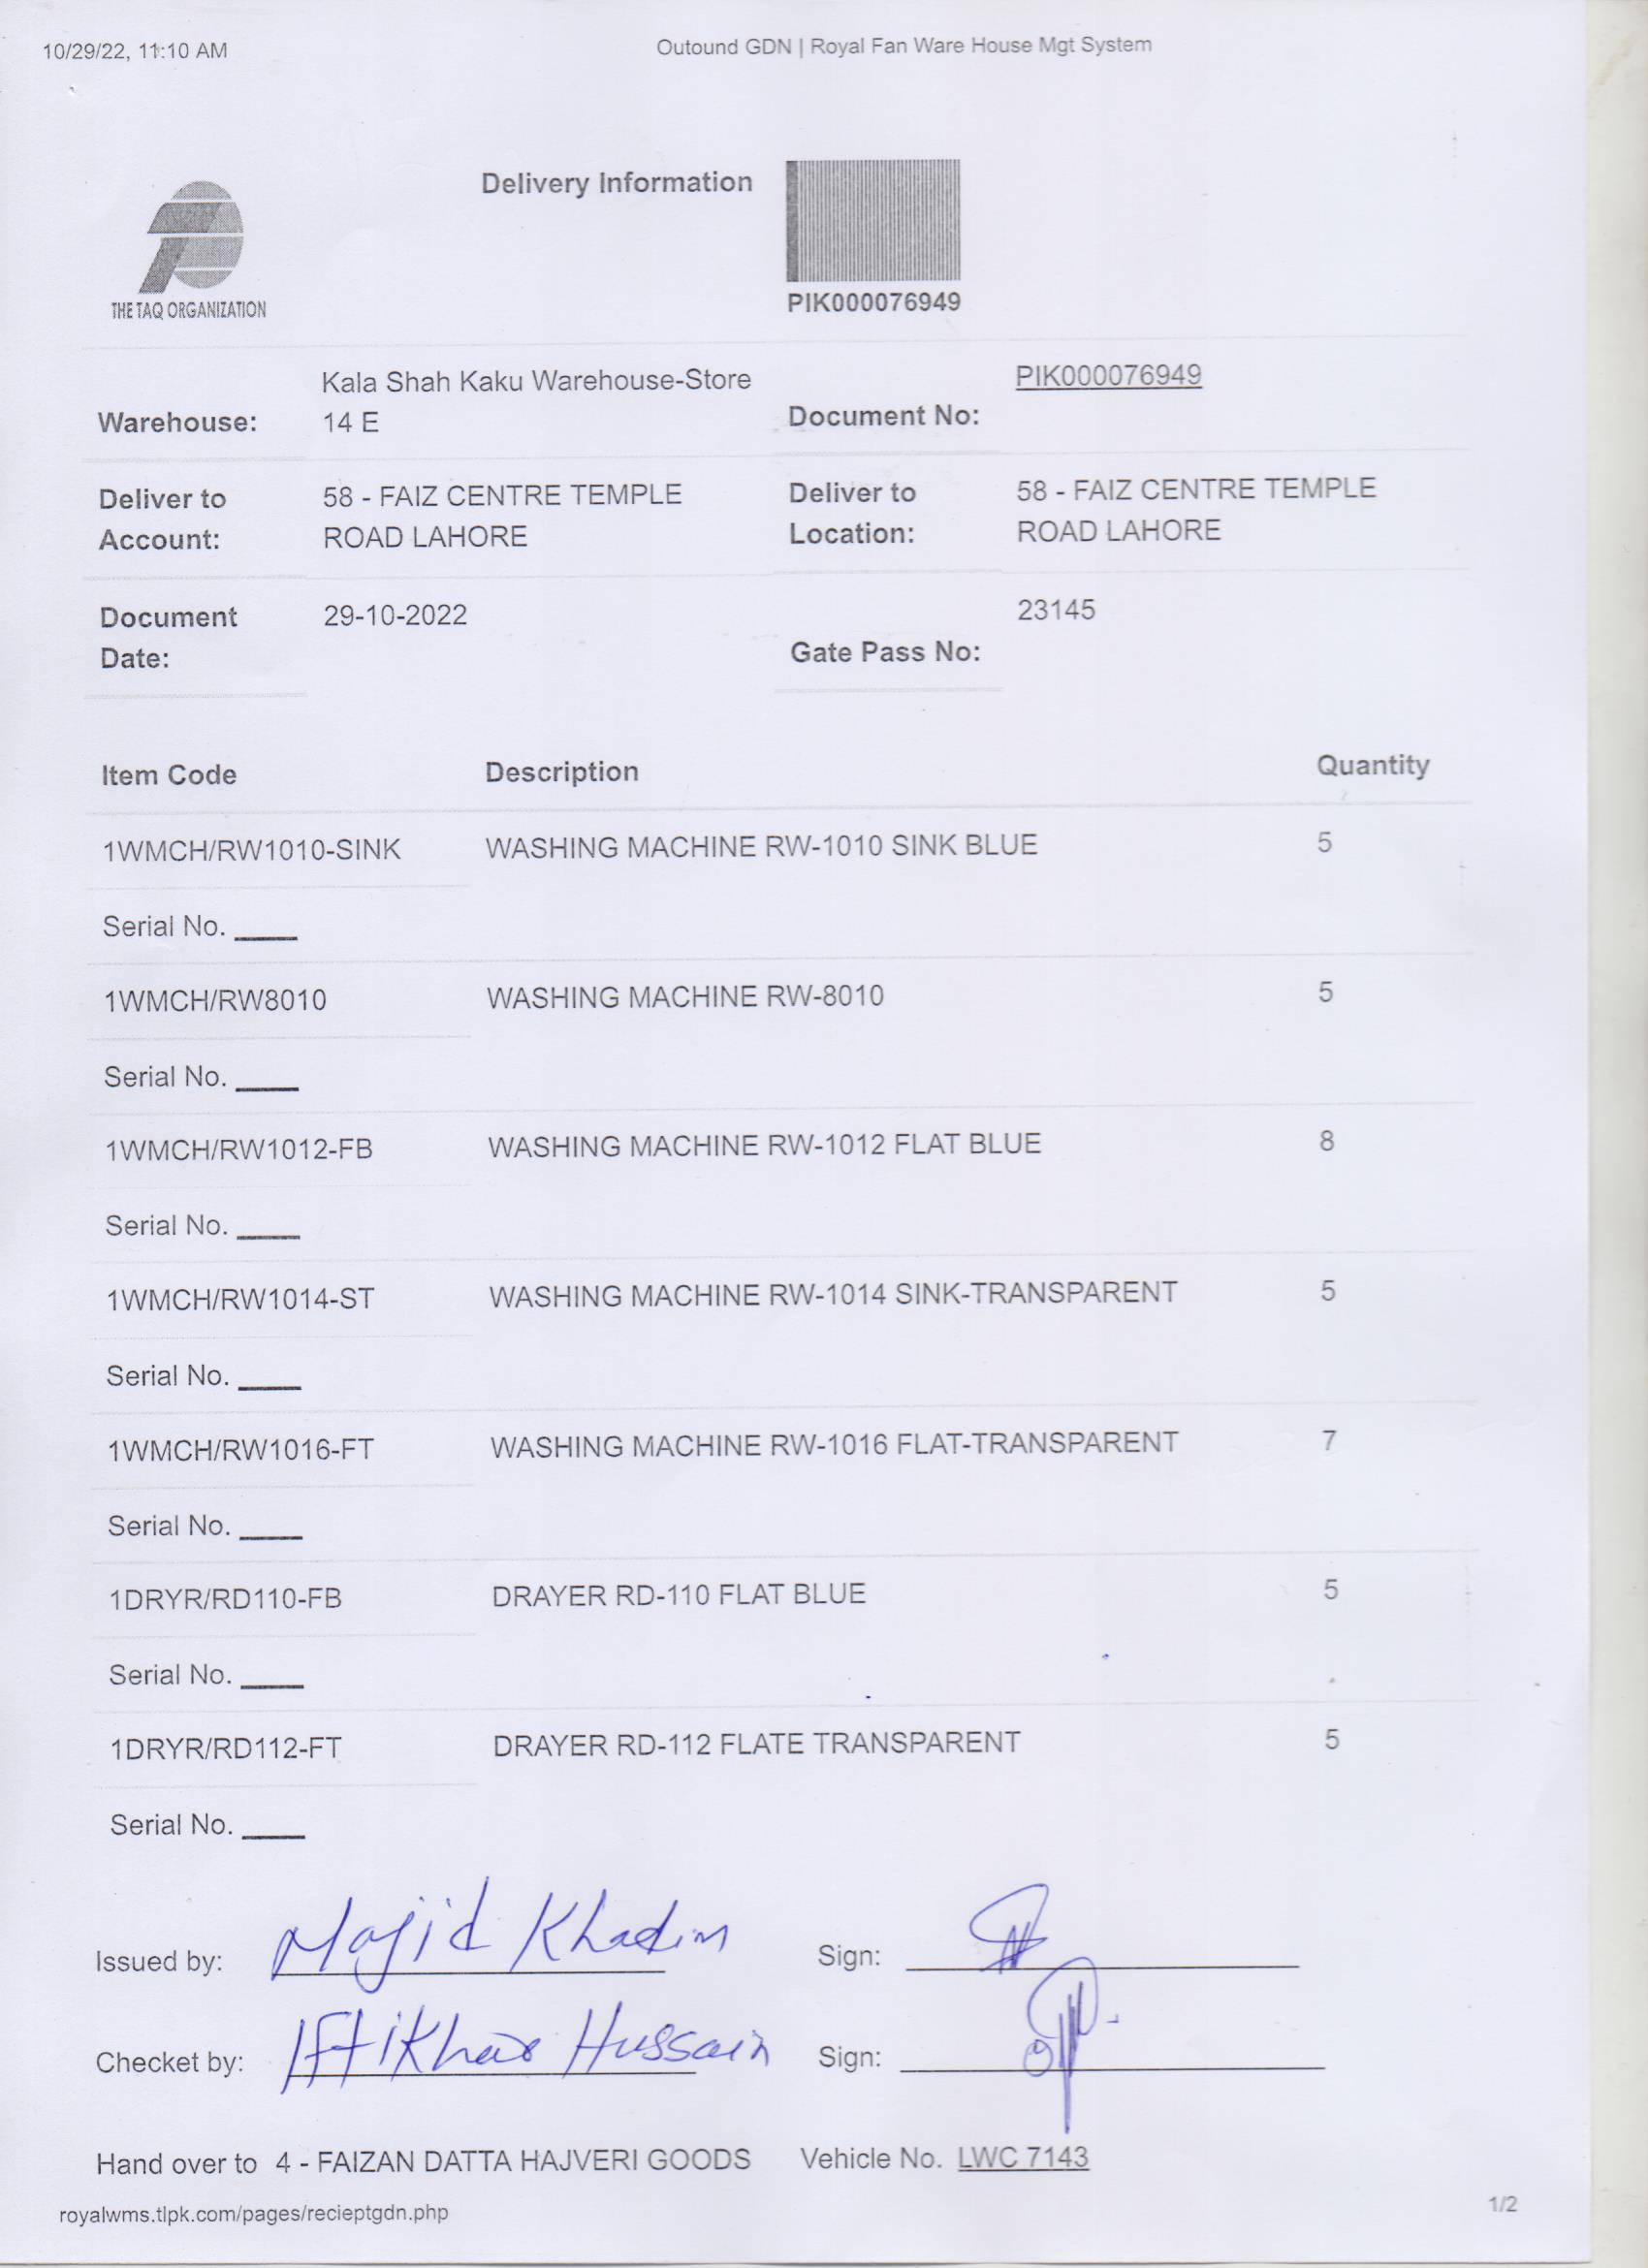 10/29/22, 11:10 AM
Outound GDN | Royal Fan Ware House Mgt System
Delivery Information
THE TAQ ORGANIZATION
PIK000076949
Kala Shah Kaku Warehouse-Store
PIK000076949
Warehouse: 14 E
Document No:
Deliver to 58 - FAIZ CENTRE TEMPLE Deliver to 58 - FAIZ CENTRE TEMPLE
Account: ROAD LAHORE Location: ROAD LAHORE
Document 29-10-2022 23145
Date: Gate Pass No:
Item Code Description Quantity
1WMCH/RW1010-SINK WASHING MACHINE RW-1010 SINK BLUE 5
Serial No. ____
1WMCH/RW8010 WASHING MACHINE RW-8010 5
Serial No. ____
1WMCH/RW1012-FB WASHING MACHINE RW-1012 FLAT BLUE 8
Serial No. ____
1WMCH/RW1014-ST WASHING MACHINE RW-1014 SINK-TRANSPARENT 5
Serial No. ____
1WMCH/RW1016-FT WASHING MACHINE RW-1016 FLAT-TRANSPARENT 7
Serial No. ____
1DRYR/RD110-FB DRAYER RD-110 FLAT BLUE 5
Serial No. ____
1DRYR/RD112-FT DRAYER RD-112 FLATE TRANSPARENT 5
Serial No. ____
Issued by: Majid Khadim Sign:
Checket by: Iftikhar Hussain Sign:
Hand over to 4 - FAIZAN DATTA HAJVERI GOODS Vehicle No. LWC 7143
royalwms.tlpk.com/pages/recieptgdn.php 1/2